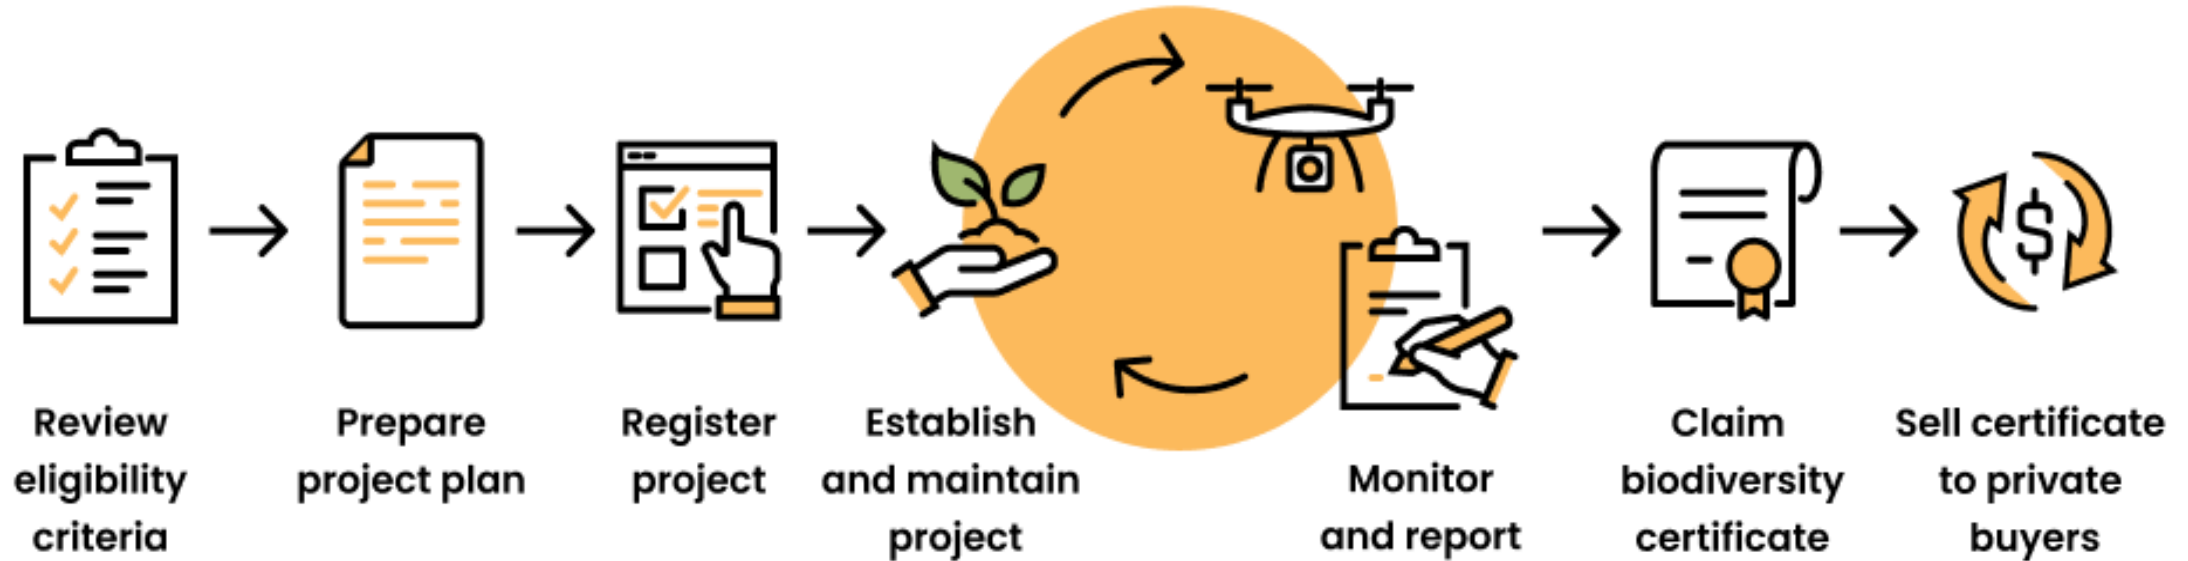 Review
eligibility
criteria
Prepare
project plan
Register
project
Establish
and maintain
project
Monitor
and report
Claim
biodiversity
certificate
Sell certificate
to private
buyers
$